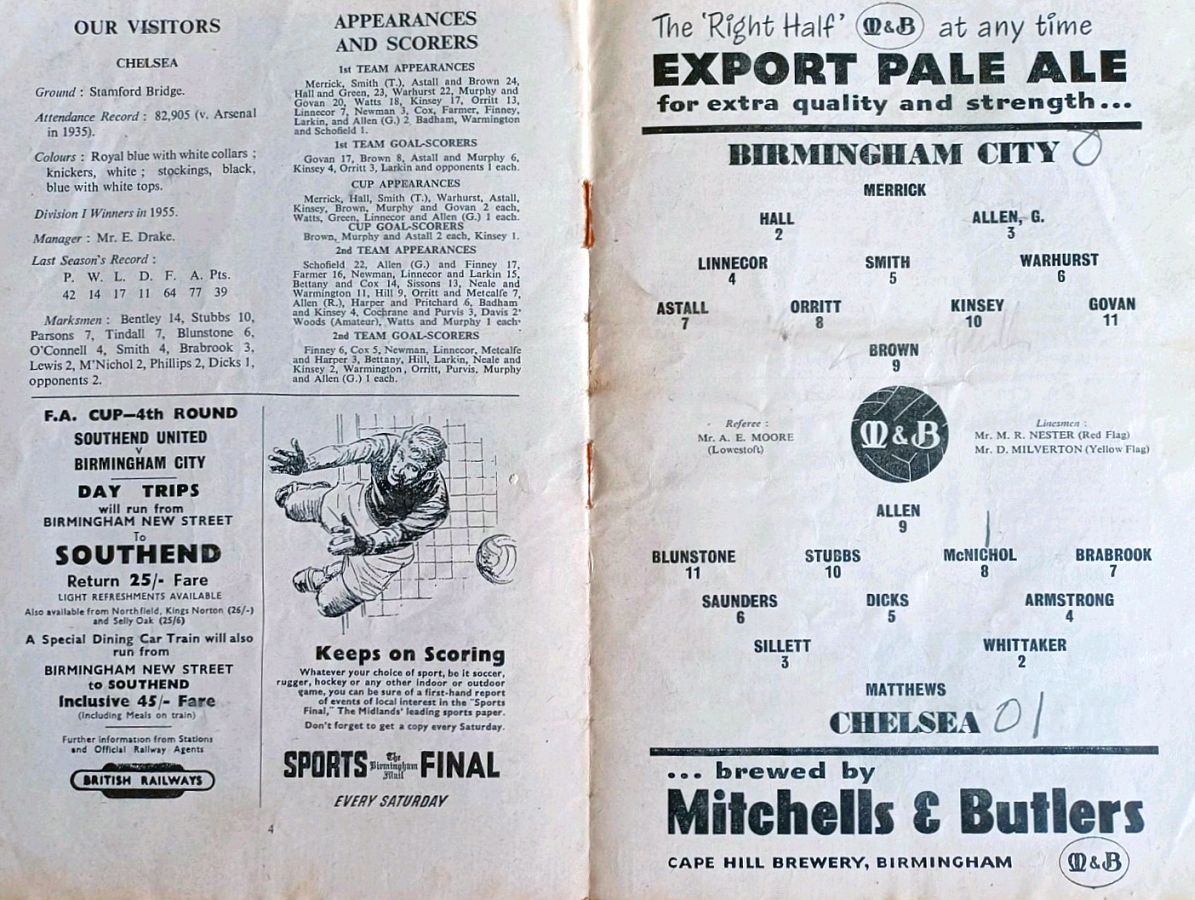 OUR VISITORS
CHELSEA
Ground : Stamford Bridge.
Attendance Record : 82,905 (v. Arsenal
in 1935).
Colours : Royal blue with white collars ;
knickers, white ; stockings, black,
blue with white tops.
Division I Winners in 1955.
Manager : Mr. E. Drake.
Last Season's Record :
P. W. L. D. F. A. Pts.
42 14 17 11 64 77 39
Marksmen : Bentley 14, Stubbs 10,
Parsons 7, Tindall 7, Blunstone 6,
O'Connell 4, Smith 4, Brabrook 3,
Lewis 2, M'Nichol 2, Phillips 2, Dicks 1,
opponents 2.
APPEARANCES
AND SCORERS
1st TEAM APPEARANCES
Merrick, Smith (T.), Astall and Brown 24,
Hall and Green, 23, Warhurst 22, Murphy and
Govan 20, Watts 18, Kinsey 17, Orritt 13,
Linnecor 7, Newman 3, Cox, Farmer, Finney,
Larkin, and Allen (G.) 2, Badham, Warmington
and Schofield 1.
1st TEAM GOAL-SCORERS
Govan 17, Brown 8, Astall and Murphy 6,
Kinsey 4, Orritt 3, Larkin and opponents 1 each.
CUP APPEARANCES
Merrick, Hall, Smith (T.), Warhurst, Astall,
Kinsey, Brown, Murphy and Govan 2 each,
Watts, Green, Linnecor and Allen (G.) 1 each.
CUP GOAL-SCORERS
Brown, Murphy and Astall 2 each, Kinsey 1.
2nd TEAM APPEARANCES
Schofield 22, Allen (G.) and Finney 17,
Farmer 16, Newman, Linnecor and Larkin 15,
Bettany and Cox 14, Sissons 13, Neale and
Warmington 11, Hill 9, Orritt and Metcalfe 7,
Allen (R.), Harper and Pritchard 6, Badham
and Kinsey 4, Cochrane and Purvis 3, Davis 2'
Woods (Amateur), Watts and Murphy 1 each.
2nd TEAM GOAL-SCORERS
Finney 6, Cox 5, Newman, Linnecor, Metcalfe
and Harper 3, Bettany, Hill, Larkin, Neale and
Kinsey 2, Warmington, Orritt, Purvis, Murphy
and Allen (G.) 1 each.
F.A. CUP—4th ROUND
SOUTHEND UNITED
v
BIRMINGHAM CITY
DAY TRIPS
will run from
BIRMINGHAM NEW STREET
To
SOUTHEND
Return 25/- Fare
LIGHT REFRESHMENTS AVAILABLE
Also available from Northfield, Kings Norton (26/-)
and Selly Oak (25/6)
A Special Dining Car Train will also
run from
BIRMINGHAM NEW STREET
to SOUTHEND
Inclusive 45/- Fare
(including Meals on train)
Further information from Stations
and Official Railway Agents
BRITISH RAILWAYS
Keeps on Scoring
Whatever your choice of sport, be it soccer,
rugger, hockey or any other indoor or outdoor
game, you can be sure of a first-hand report
of events of local interest in the "Sports
Final," The Midlands' leading sports paper.
Don't forget to get a copy every Saturday.
SPORTS The Birmingham Mail FINAL
EVERY SATURDAY
4
The 'Right Half' M&B at any time
EXPORT PALE ALE
for extra quality and strength...
BIRMINGHAM CITY 0
MERRICK
HALL ALLEN, G.
2 3
LINNECOR SMITH WARHURST
4 5 6
ASTALL ORRITT KINSEY GOVAN
7 8 10 11
BROWN
9
Referee :
Mr. A. E. MOORE
(Lowestoft)
M&B
Linesmen :
Mr. M. R. NESTER (Red Flag)
Mr. D. MILVERTON (Yellow Flag)
ALLEN
9
BLUNSTONE STUBBS McNICHOL BRABROOK
11 10 8 7
SAUNDERS DICKS ARMSTRONG
6 5 4
SILLETT WHITTAKER
3 2
MATTHEWS
CHELSEA 01
... brewed by
Mitchells & Butlers
CAPE HILL BREWERY, BIRMINGHAM
M&B